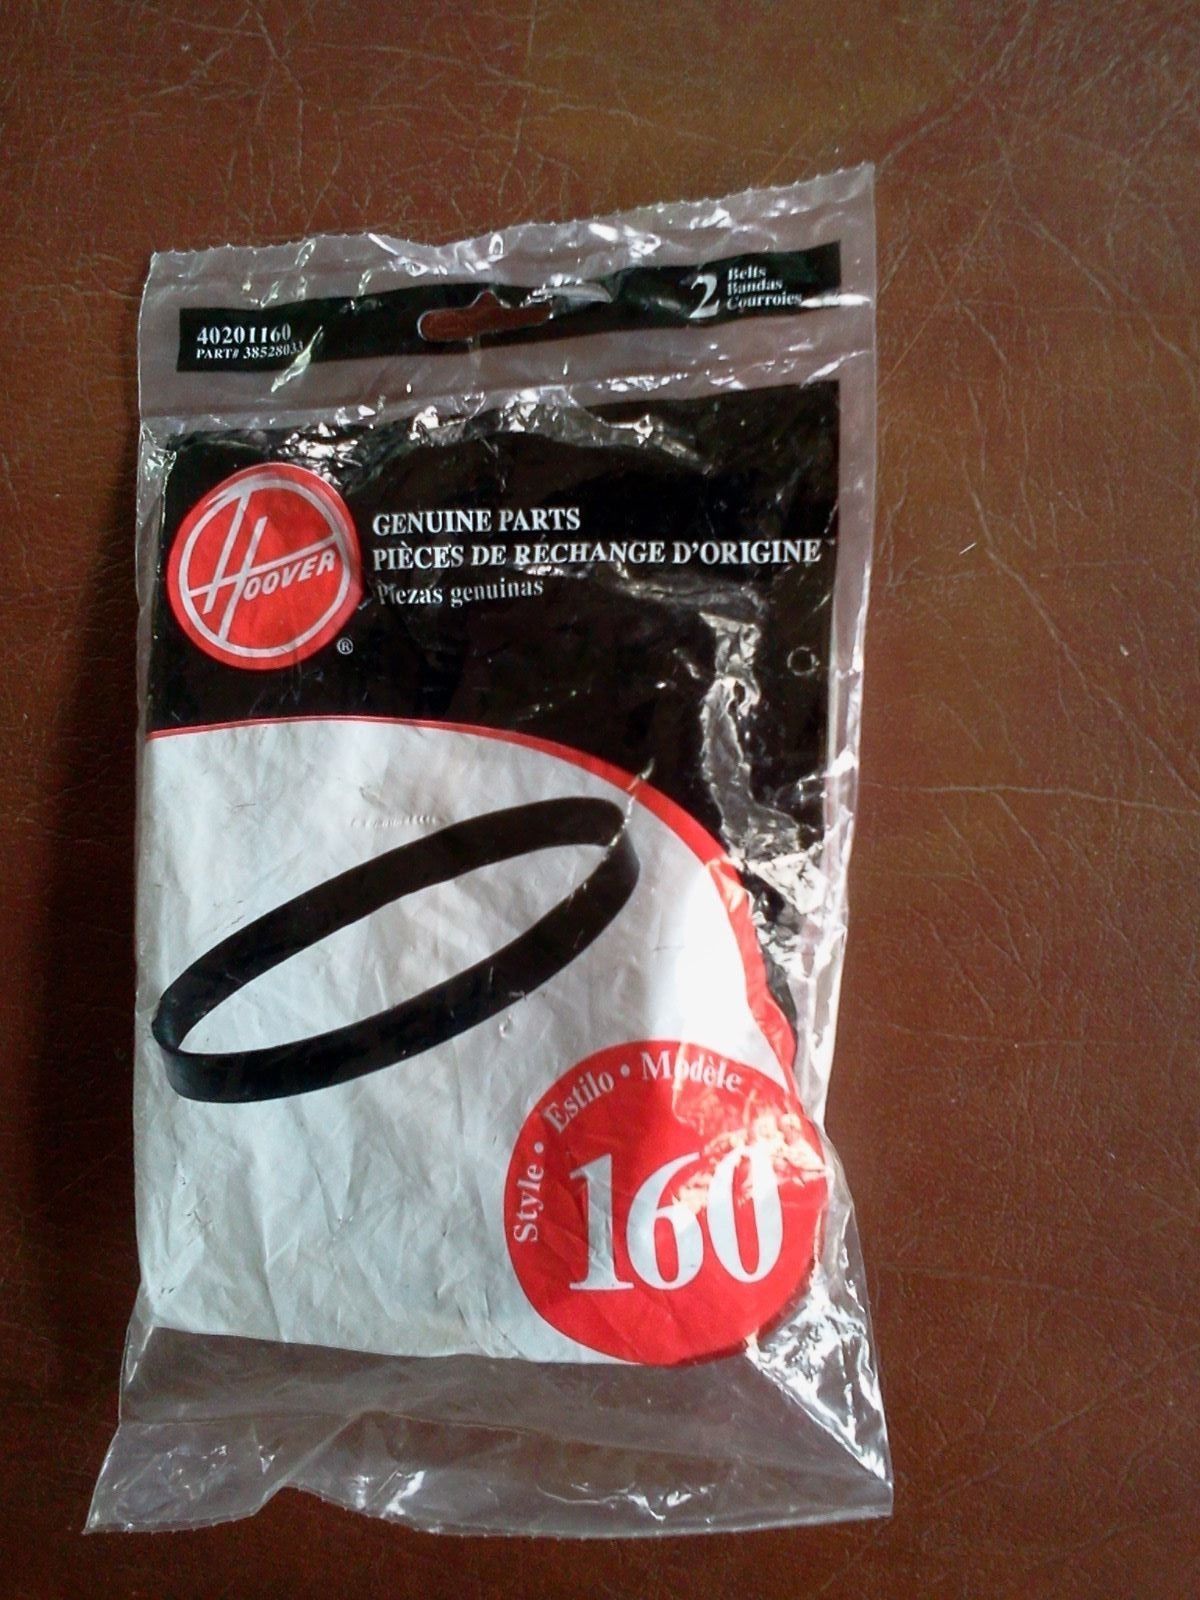 40201160
PART# 38528033
2 Belts
Bandas
Courroies
HOOVER
®
GENUINE PARTS
PIÈCES DE RECHANGE D'ORIGINE
Piezas genuinas
Style • Estilo • Modèle
160